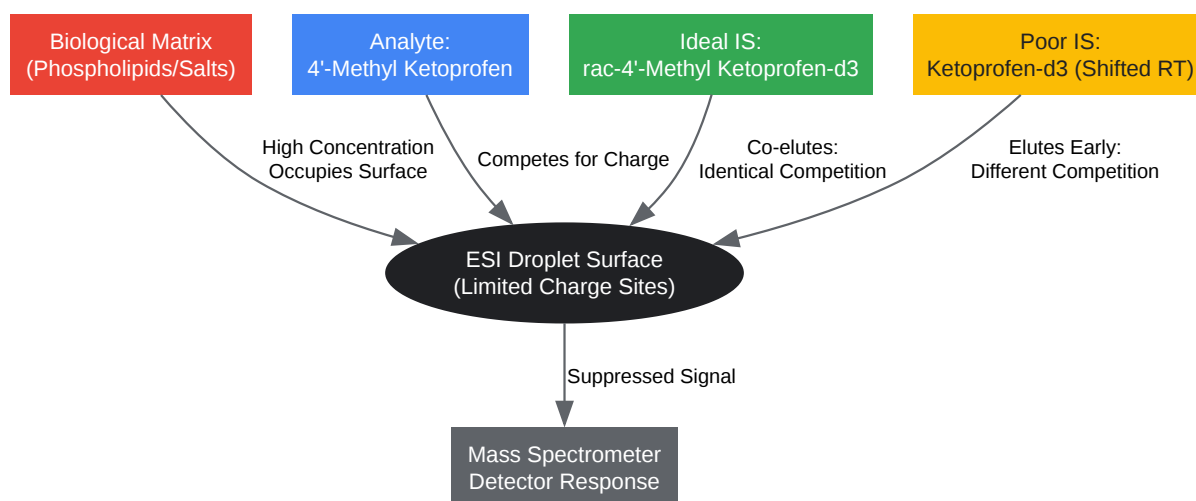 Biological Matrix
(Phospholipids/Salts)
Analyte:
4'-Methyl Ketoprofen
Ideal IS:
rac-4'-Methyl Ketoprofen-d3
Poor IS:
Ketoprofen-d3 (Shifted RT)
High Concentration
Occupies Surface
Competes for Charge
Co-elutes:
Identical Competition
Elutes Early:
Different Competition
ESI Droplet Surface
(Limited Charge Sites)
Suppressed Signal
Mass Spectrometer
Detector Response